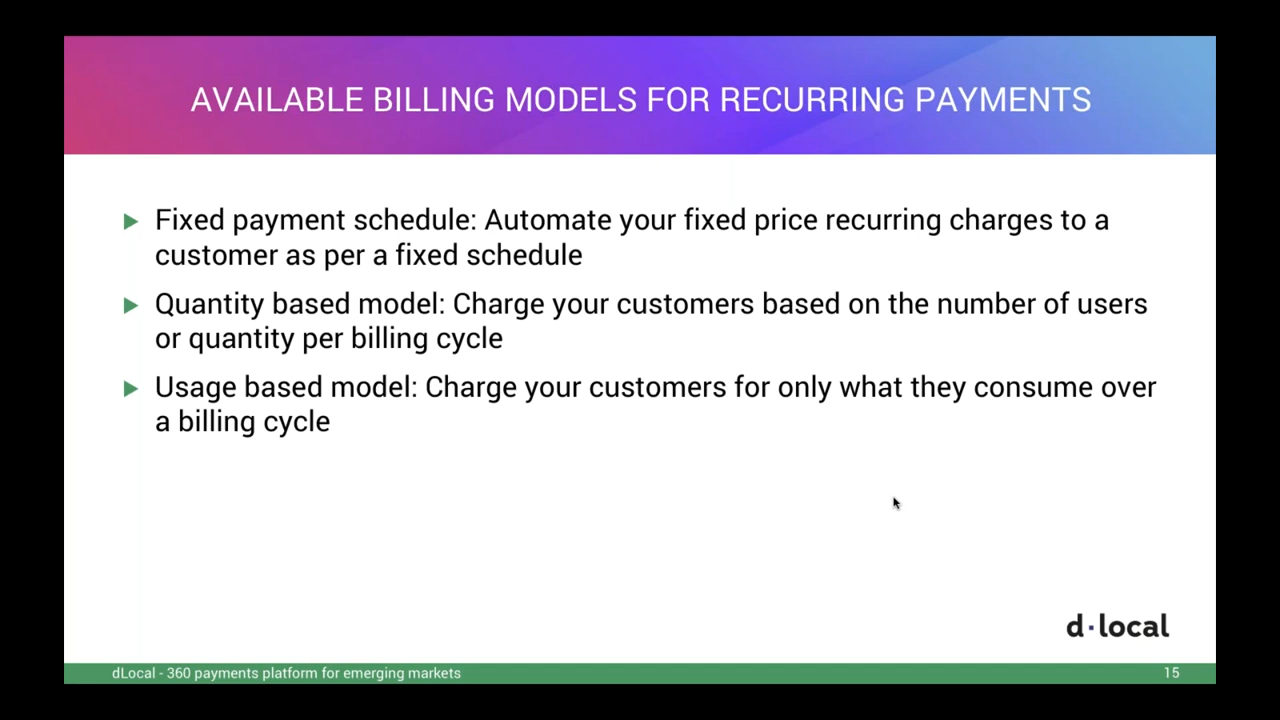 AVAILABLE BILLING MODELS FOR RECURRING PAYMENTS
Fixed payment schedule: Automate your fixed price recurring charges to a
customer as per a fixed schedule
Quantity based model: Charge your customers based on the number of users
or quantity per billing cycle
Usage based model: Charge your customers for only what they consume over
a billing cycle
d·local
dLocal - 360 payments platform for emerging markets
15